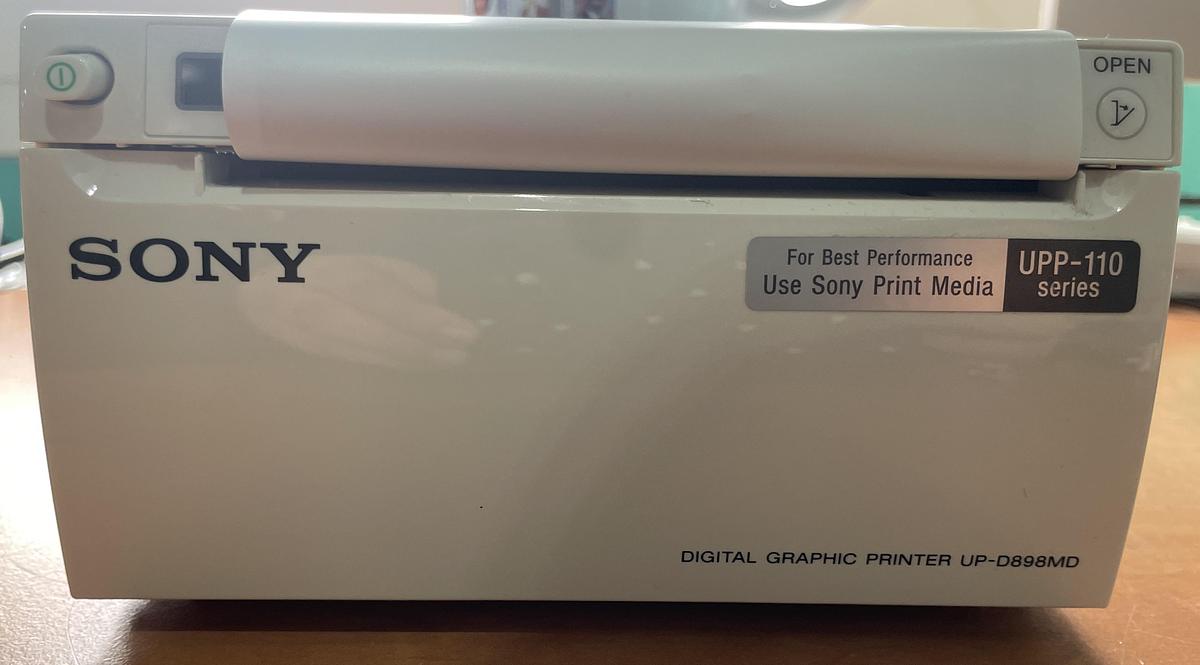 OPEN
SONY
For Best Performance
Use Sony Print Media
UPP-110
series
DIGITAL GRAPHIC PRINTER UP-D898MD